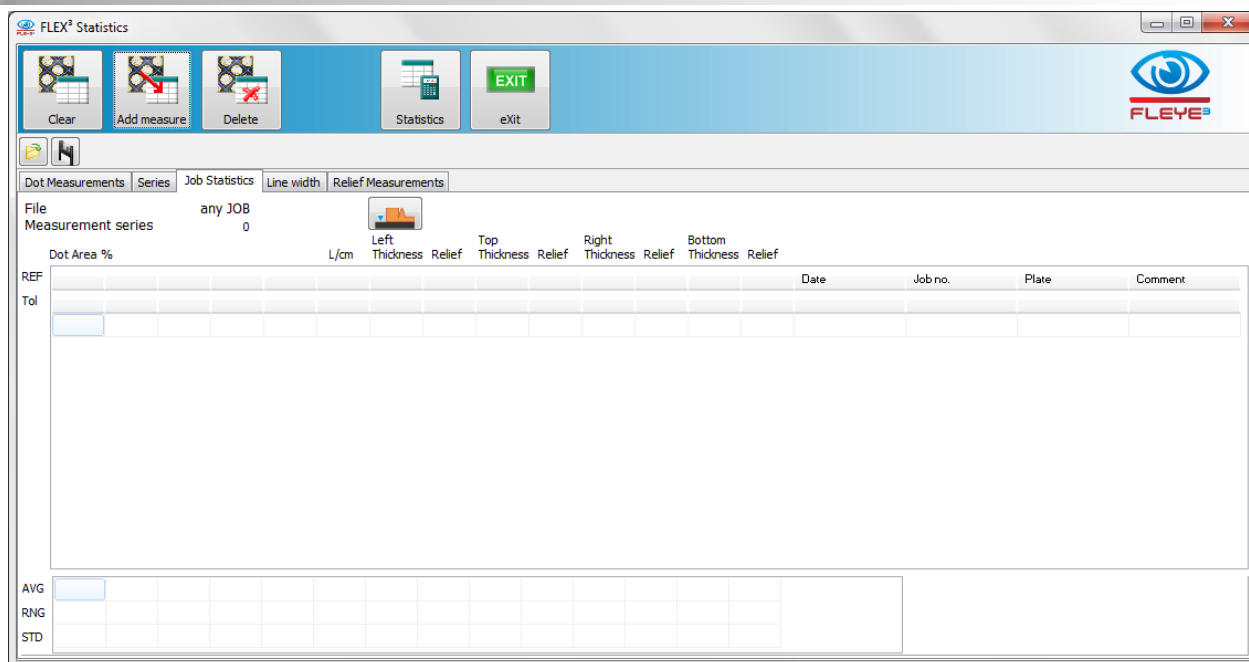 FLEX³ Statistics
Clear Add measure Delete Statistics EXIT eXit
FLEYE³
Dot Measurements Series Job Statistics Line width Relief Measurements
File any JOB
Measurement series 0
Left Top Right Bottom
Dot Area % L/cm Thickness Relief Thickness Relief Thickness Relief Thickness Relief
REF Date Job no. Plate Comment
Tol
AVG
RNG
STD